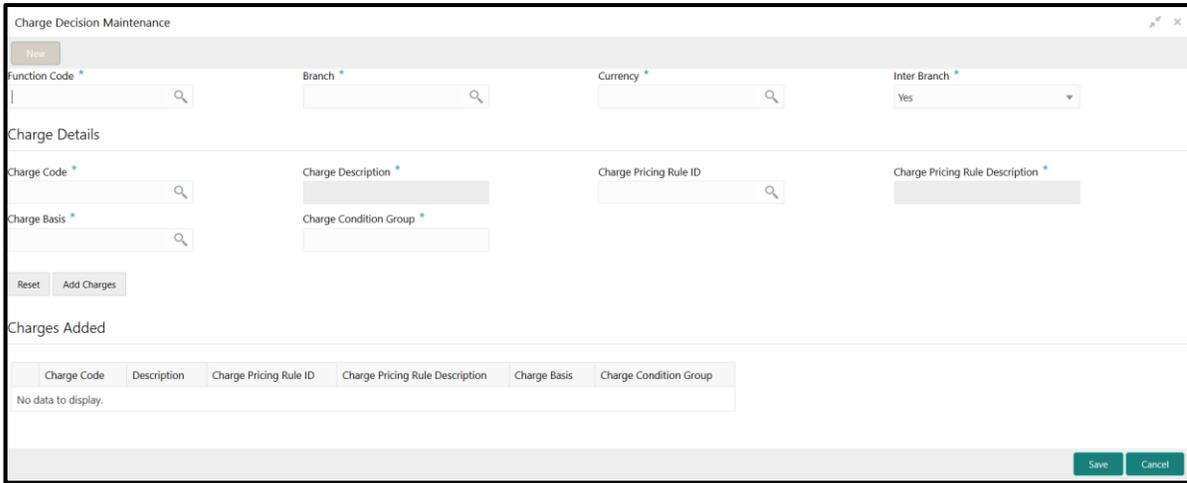 Charge Decision Maintenance
New
Function Code * Branch * Currency * Inter Branch *
Yes
Charge Details
Charge Code * Charge Description * Charge Pricing Rule ID Charge Pricing Rule Description *
Charge Basis * Charge Condition Group *
Reset Add Charges
Charges Added
Charge Code Description Charge Pricing Rule ID Charge Pricing Rule Description Charge Basis Charge Condition Group
No data to display.
Save Cancel